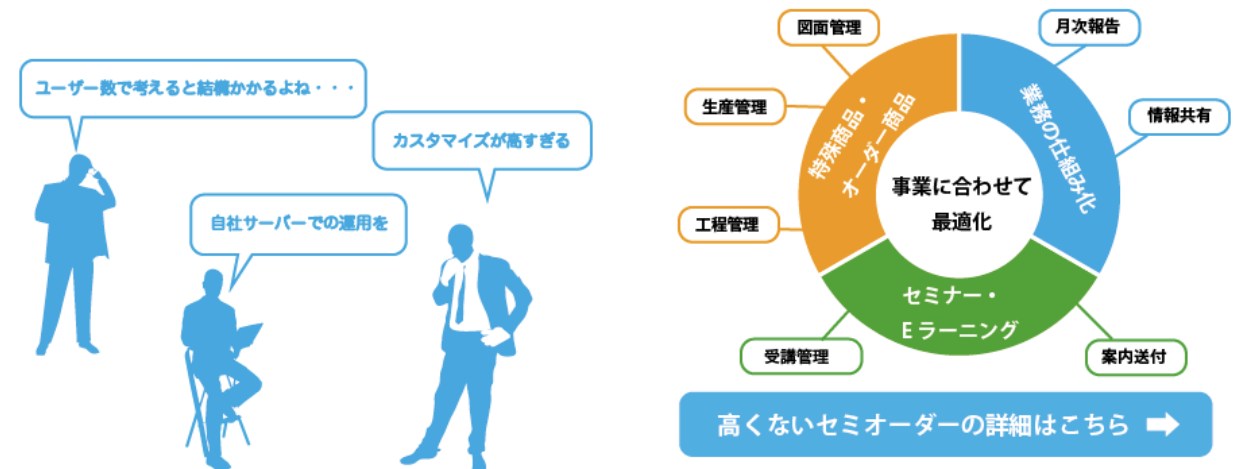 ユーザー数で考えると結構かかるよね・・・
カスタマイズが高すぎる
自社サーバーでの運用を
図面管理
月次報告
生産管理
情報共有
特殊商品・
オーダー商品
業務の仕組み化
事業に合わせて
最適化
工程管理
セミナー・
Eラーニング
受講管理
案内送付
高くないセミオーダーの詳細はこちら